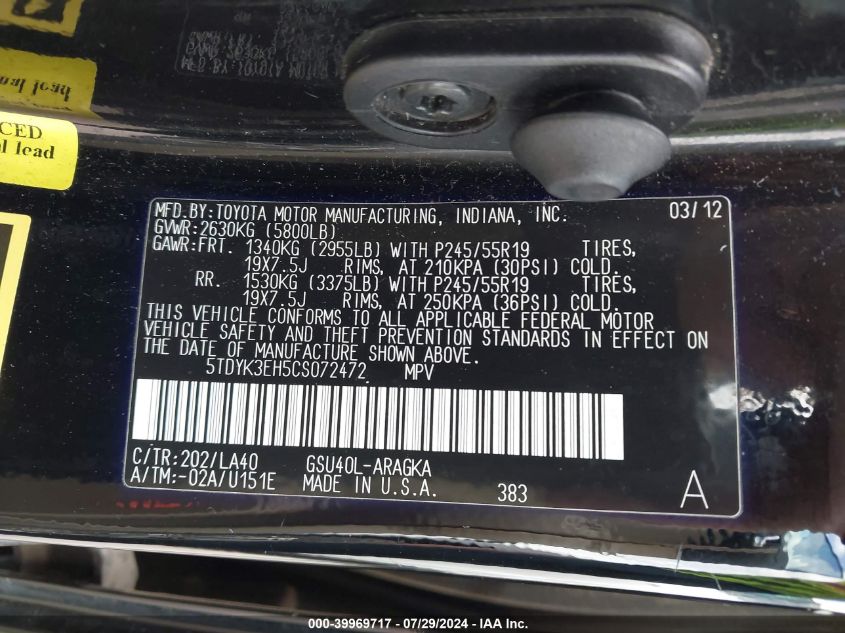 nal lead
CED
l lead
MFD.BY:TOYOTA MOTOR MANUFACTURING, INDIANA, INC. 03/12
GVWR:2630KG (5800LB)
GAWR:FRT. 1340KG (2955LB) WITH P245/55R19 TIRES,
19X7.5J RIMS, AT 210KPA (30PSI) COLD.
RR. 1530KG (3375LB) WITH P245/55R19 TIRES,
19X7.5J RIMS, AT 250KPA (36PSI) COLD.
THIS VEHICLE CONFORMS TO ALL APPLICABLE FEDERAL MOTOR
VEHICLE SAFETY AND THEFT PREVENTION STANDARDS IN EFFECT ON
THE DATE OF MANUFACTURE SHOWN ABOVE.
5TDYK3EH5CS072472 MPV
C/TR:202/LA40 GSU40L-ARAGKA
A/TM:-02A/U151E MADE IN U.S.A. 383 A
000-39969717 - 07/29/2024 - IAA Inc.